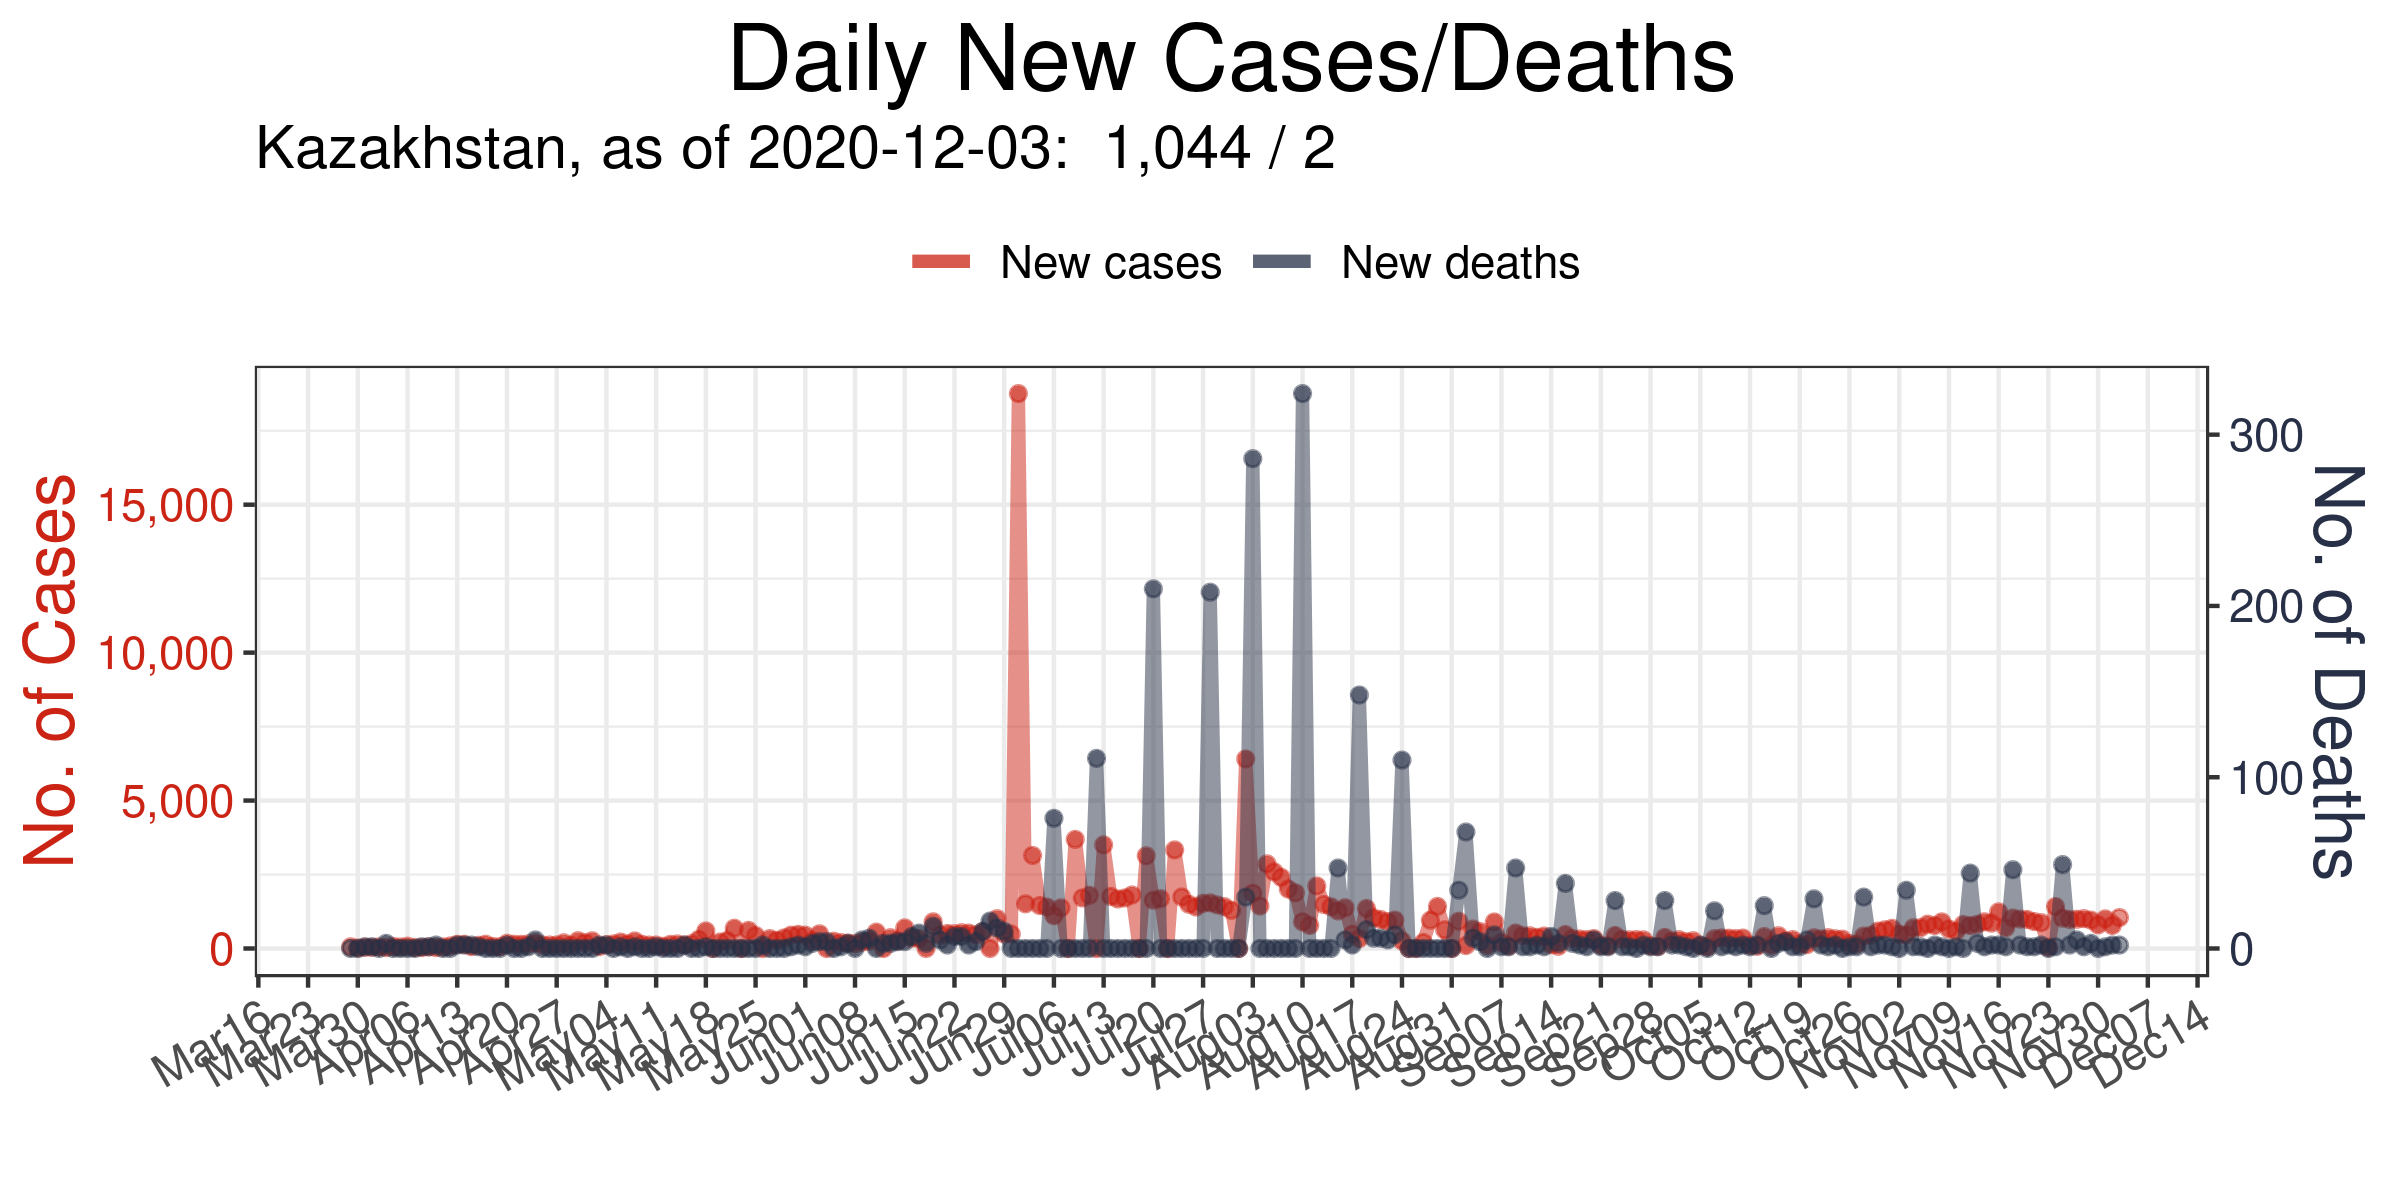 Daily New Cases/Deaths
Kazakhstan, as of 2020-12-03:  1,044 / 2
New cases
New deaths
No. of Cases
15,000
10,000
5,000
0
300
200
100
0
No. of Deaths
Mar16
Mar23
Mar30
Apr06
Apr13
Apr20
Apr27
May04
May11
May18
May25
Jun01
Jun08
Jun15
Jun22
Jun29
Jul06
Jul13
Jul20
Jul27
Aug03
Aug10
Aug17
Aug24
Aug31
Sep07
Sep14
Sep21
Sep28
Oct05
Oct12
Oct19
Oct26
Nov02
Nov09
Nov16
Nov23
Nov30
Dec07
Dec14